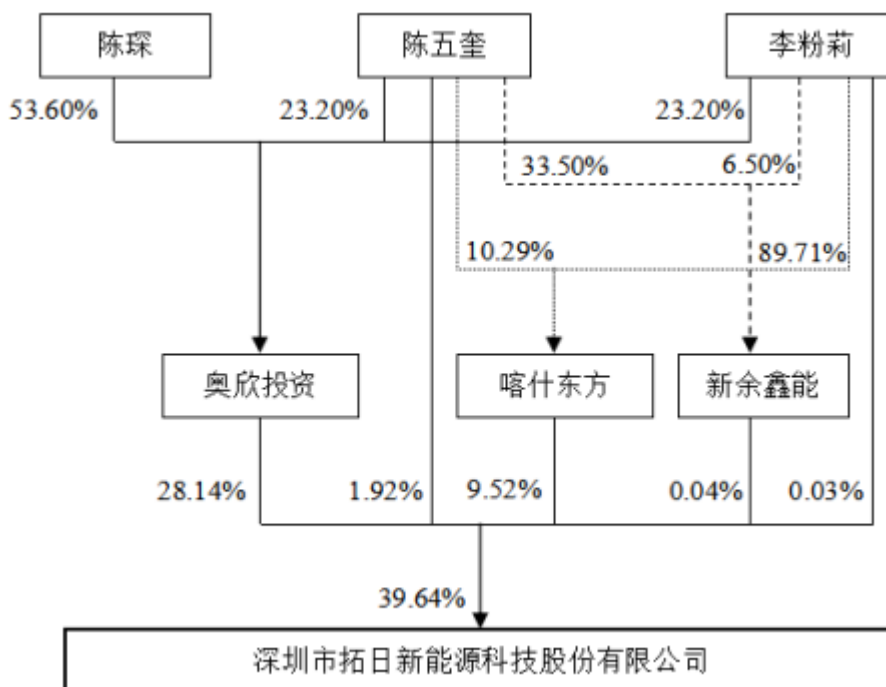 陈琛 陈五奎 李粉莉
53.60% 23.20% 23.20%
33.50% 6.50%
10.29% 89.71%
奥欣投资 喀什东方 新余鑫能
28.14% 1.92% 9.52% 0.04% 0.03%
39.64%
深圳市拓日新能源科技股份有限公司